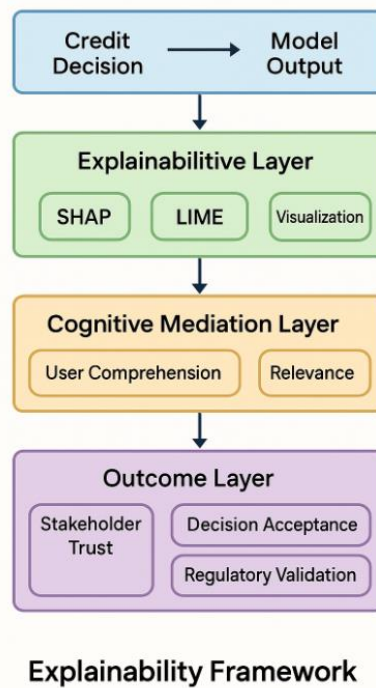 Credit Decision
Model Output
Explainabilitive Layer
SHAP
LIME
Visualization
Cognitive Mediation Layer
User Comprehension
Relevance
Outcome Layer
Stakeholder Trust
Decision Acceptance
Regulatory Validation
Explainability Framework